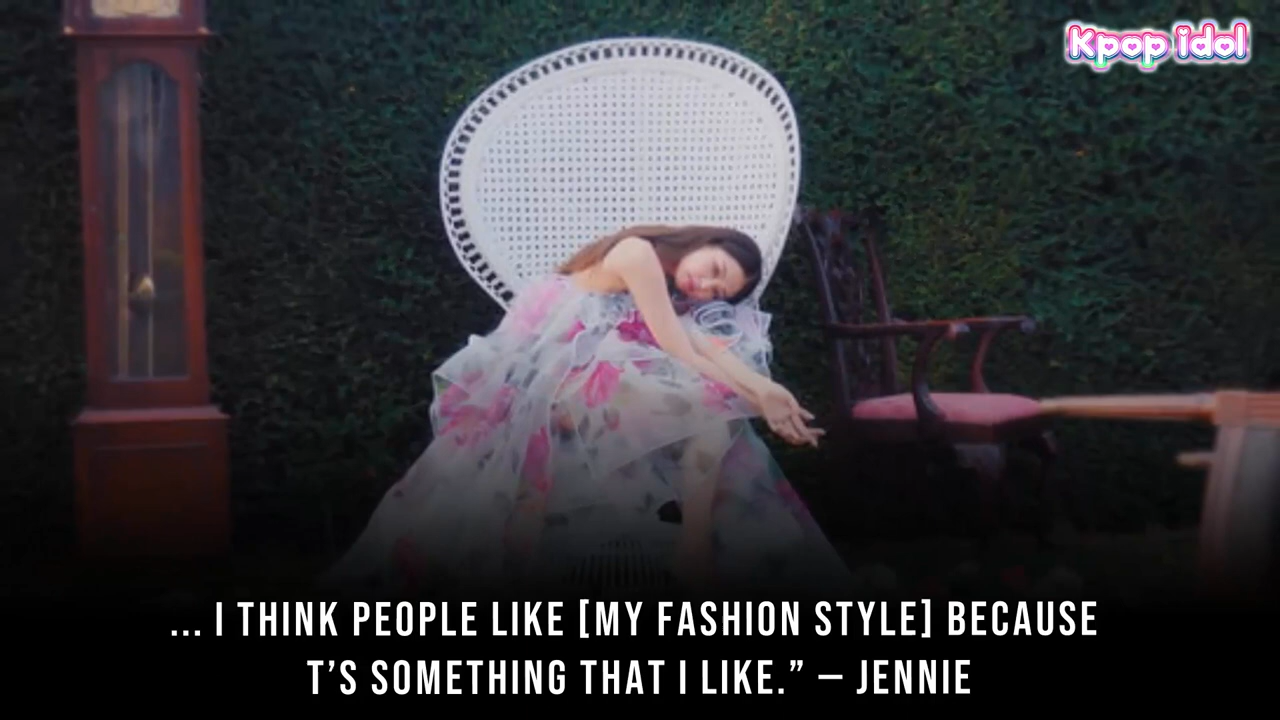 Kpop idol
... I THINK PEOPLE LIKE [MY FASHION STYLE] BECAUSE
T’S SOMETHING THAT I LIKE.” – JENNIE